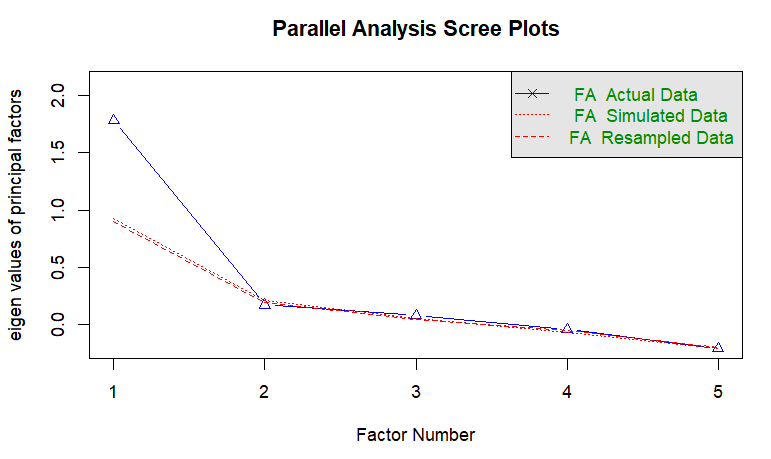 Parallel Analysis Scree Plots
eigen values of principal factors
2.0
1.5
1.0
0.5
0.0
FA  Actual Data
FA  Simulated Data
FA  Resampled Data
1 2 3 4 5
Factor Number